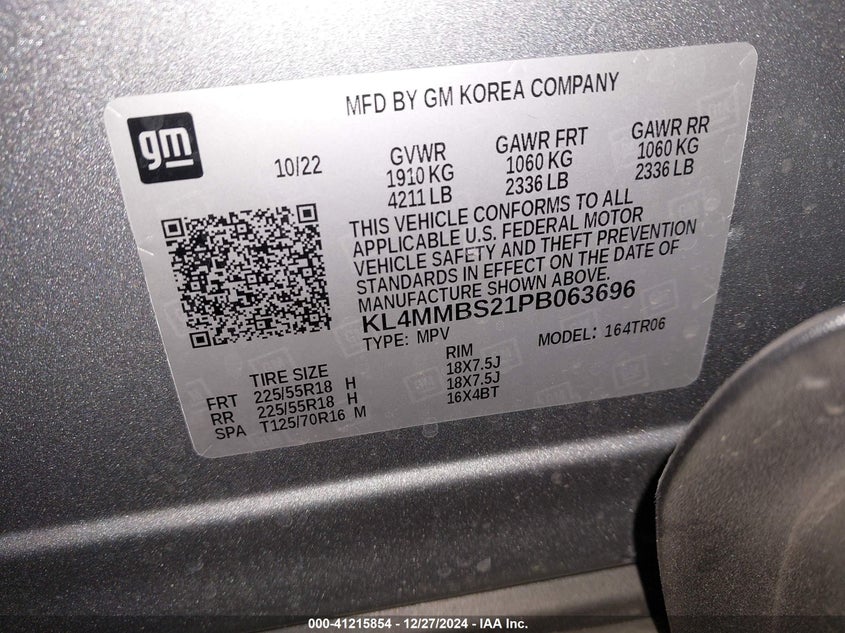 MFD BY GM KOREA COMPANY
gm
10/22
GVWR
1910 KG
4211 LB
GAWR FRT
1060 KG
2336 LB
GAWR RR
1060 KG
2336 LB
THIS VEHICLE CONFORMS TO ALL
APPLICABLE U.S. FEDERAL MOTOR
VEHICLE SAFETY AND THEFT PREVENTION
STANDARDS IN EFFECT ON THE DATE OF
MANUFACTURE SHOWN ABOVE.
KL4MMBS21PB063696
TYPE: MPV MODEL: 164TR06
TIRE SIZE RIM
FRT 225/55R18 H 18X7.5J
RR 225/55R18 H 18X7.5J
SPA T125/70R16 M 16X4BT
000-41215854 - 12/27/2024 - IAA Inc.